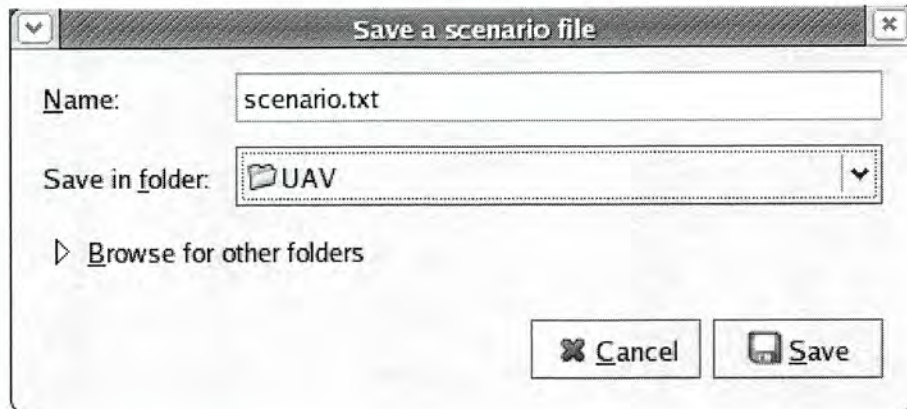 Save a scenario file
Name: scenario.txt
Save in folder: UAV
Browse for other folders
Cancel Save